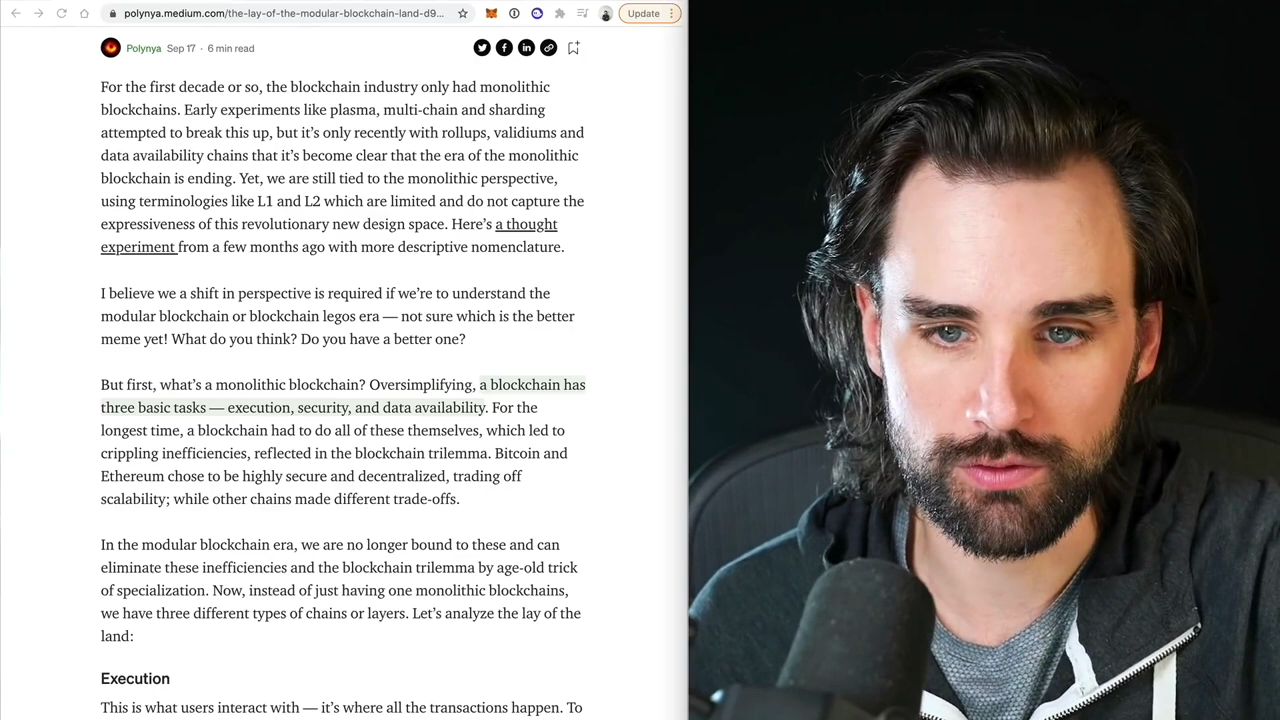 polynya.medium.com/the-lay-of-the-modular-blockchain-land-d9...
Update
Polynya Sep 17 · 6 min read
For the first decade or so, the blockchain industry only had monolithic
blockchains. Early experiments like plasma, multi-chain and sharding
attempted to break this up, but it’s only recently with rollups, validiums and
data availability chains that it’s become clear that the era of the monolithic
blockchain is ending. Yet, we are still tied to the monolithic perspective,
using terminologies like L1 and L2 which are limited and do not capture the
expressiveness of this revolutionary new design space. Here’s a thought
experiment from a few months ago with more descriptive nomenclature.
I believe we a shift in perspective is required if we’re to understand the
modular blockchain or blockchain legos era — not sure which is the better
meme yet! What do you think? Do you have a better one?
But first, what’s a monolithic blockchain? Oversimplifying, a blockchain has
three basic tasks — execution, security, and data availability. For the
longest time, a blockchain had to do all of these themselves, which led to
crippling inefficiencies, reflected in the blockchain trilemma. Bitcoin and
Ethereum chose to be highly secure and decentralized, trading off
scalability; while other chains made different trade-offs.
In the modular blockchain era, we are no longer bound to these and can
eliminate these inefficiencies and the blockchain trilemma by age-old trick
of specialization. Now, instead of just having one monolithic blockchains,
we have three different types of chains or layers. Let’s analyze the lay of the
land:
Execution
This is what users interact with — it’s where all the transactions happen. To